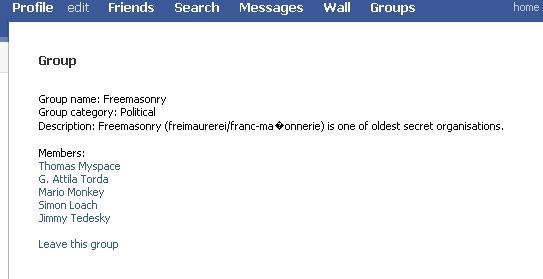 Profile edit Friends Search Messages Wall Groups home
Group
Group name: Freemasonry
Group category: Political
Description: Freemasonry (freimaurerei/franc-ma�onnerie) is one of oldest secret organisations.
Members:
Thomas Myspace
G. Attila Torda
Mario Monkey
Simon Loach
Jimmy Tedesky
Leave this group